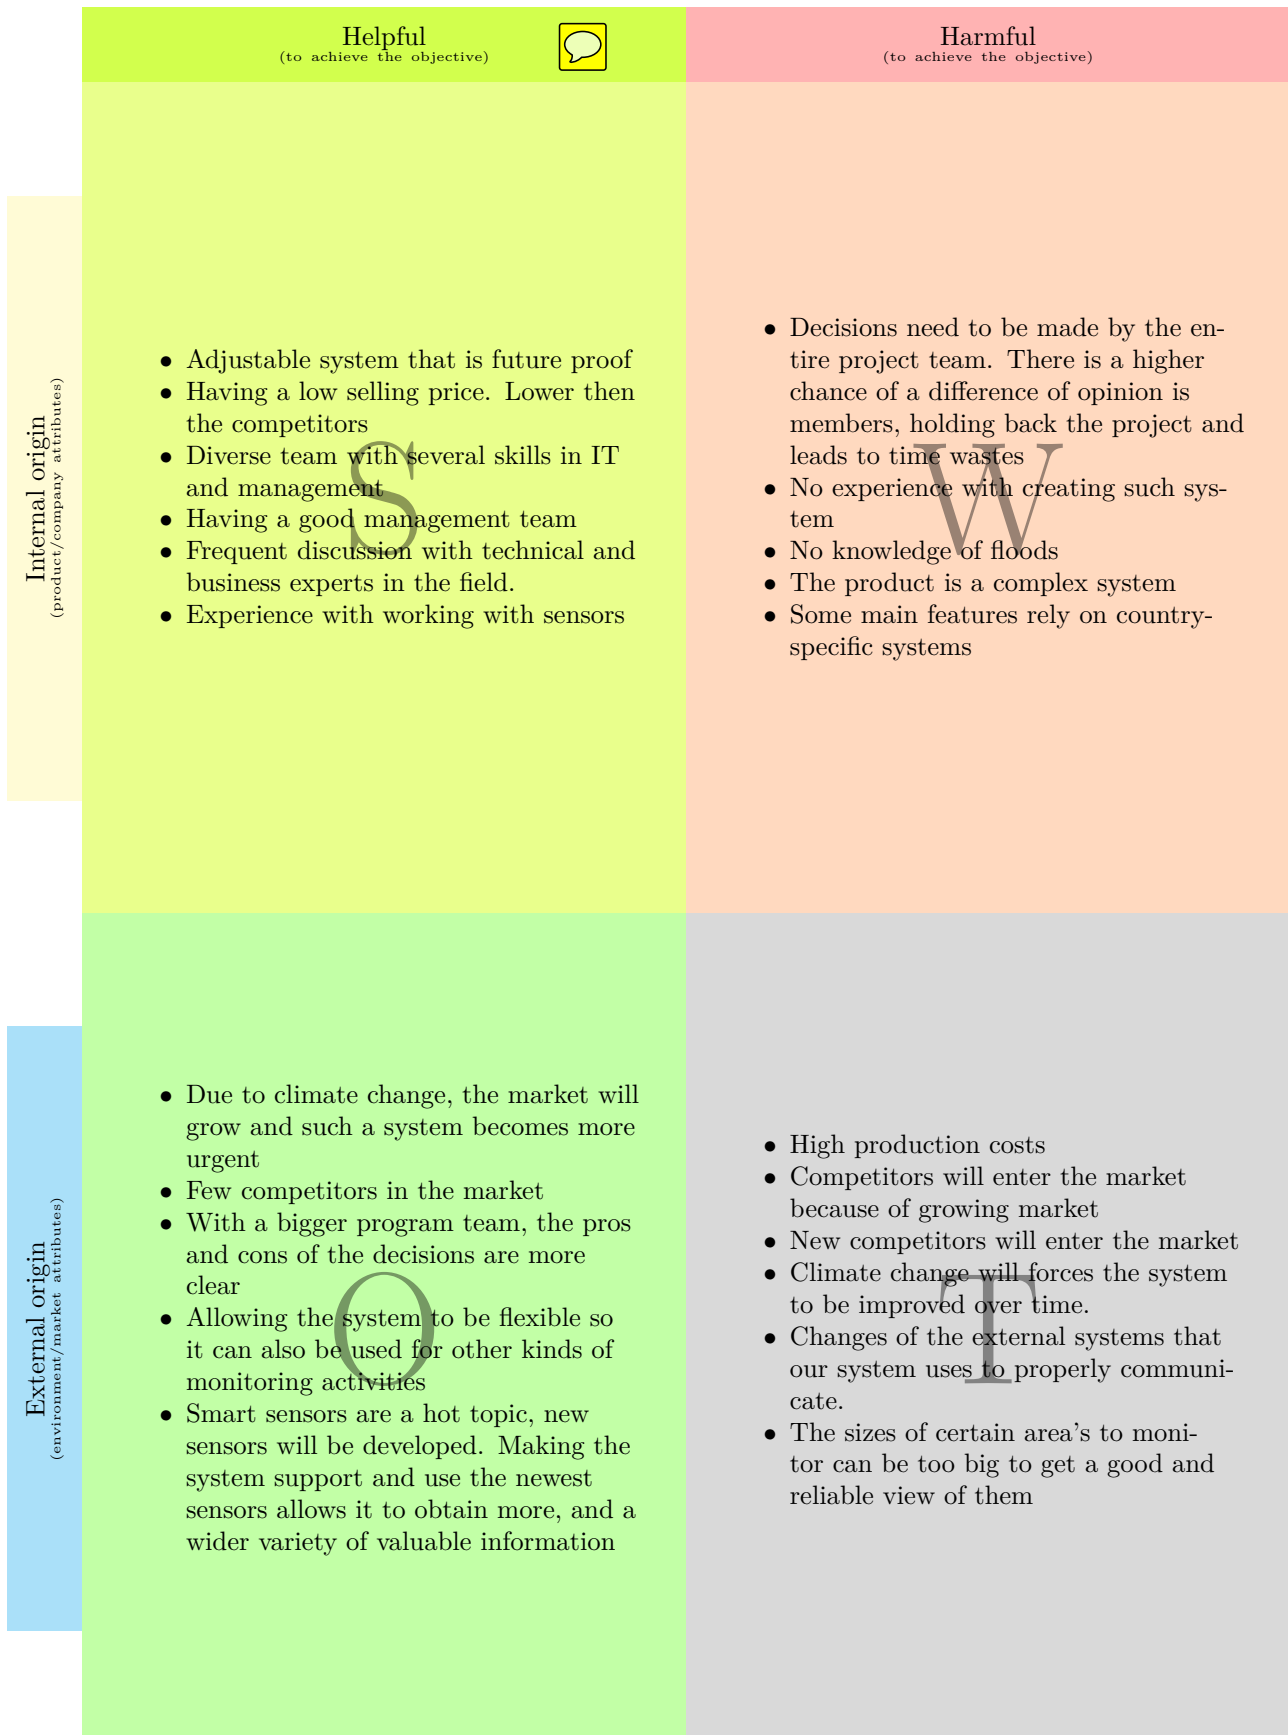 Helpful
(to achieve the objective)
Harmful
(to achieve the objective)
Internal origin
(product/company attributes)
S
• Adjustable system that is future proof
• Having a low selling price. Lower then
the competitors
• Diverse team with several skills in IT
and management
• Having a good management team
• Frequent discussion with technical and
business experts in the field.
• Experience with working with sensors
W
• Decisions need to be made by the en-
tire project team. There is a higher
chance of a difference of opinion is
members, holding back the project and
leads to time wastes
• No experience with creating such sys-
tem
• No knowledge of floods
• The product is a complex system
• Some main features rely on country-
specific systems
External origin
(environment/market attributes)
O
• Due to climate change, the market will
grow and such a system becomes more
urgent
• Few competitors in the market
• With a bigger program team, the pros
and cons of the decisions are more
clear
• Allowing the system to be flexible so
it can also be used for other kinds of
monitoring activities
• Smart sensors are a hot topic, new
sensors will be developed. Making the
system support and use the newest
sensors allows it to obtain more, and a
wider variety of valuable information
T
• High production costs
• Competitors will enter the market
because of growing market
• New competitors will enter the market
• Climate change will forces the system
to be improved over time.
• Changes of the external systems that
our system uses to properly communi-
cate.
• The sizes of certain area's to moni-
tor can be too big to get a good and
reliable view of them